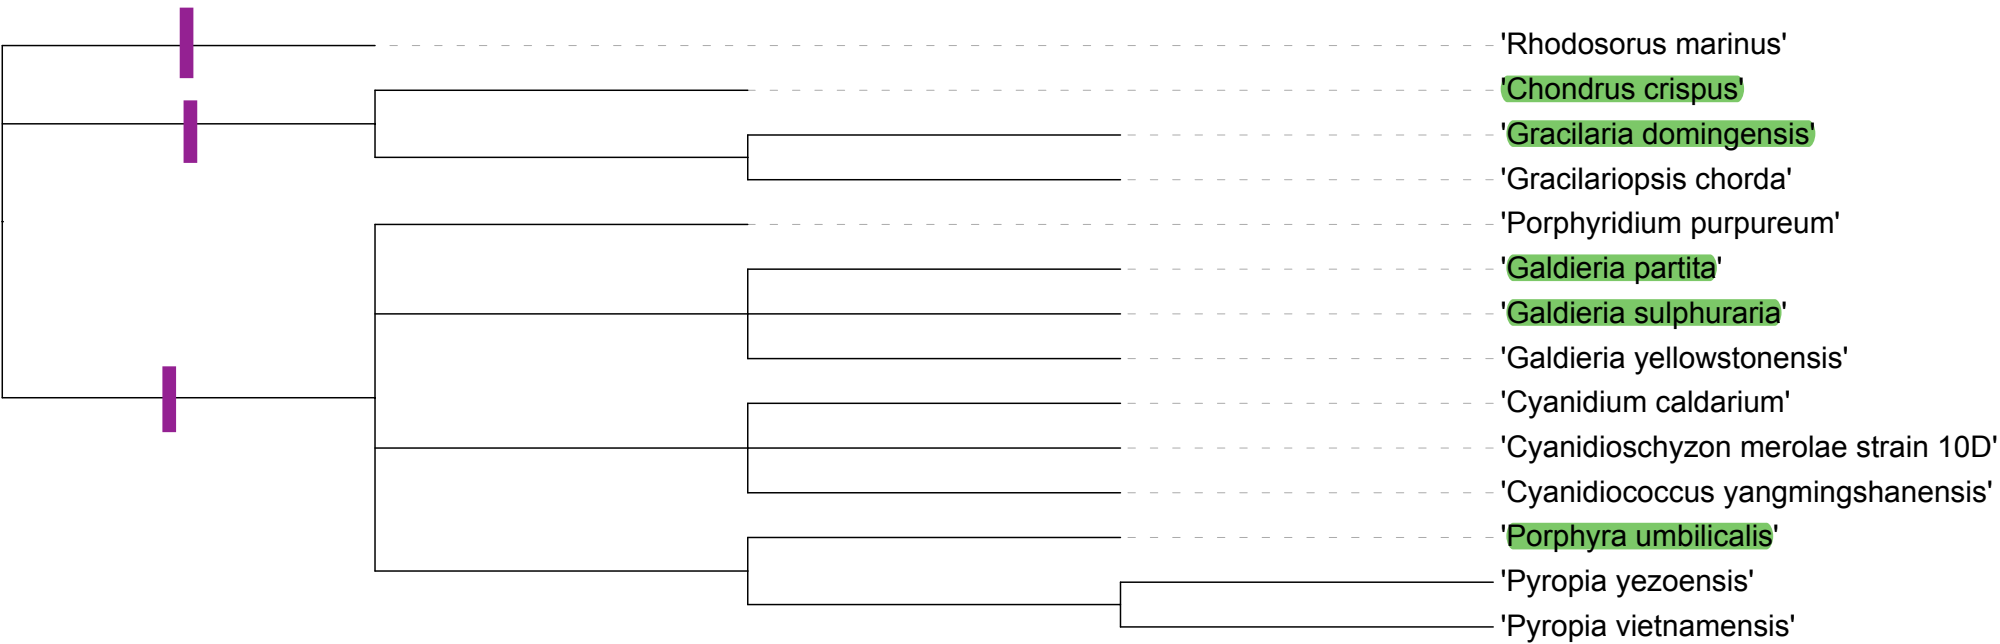 'Rhodosorus marinus'
'Chondrus crispus'
'Gracilaria domingensis'
'Gracilariopsis chorda'
'Porphyridium purpureum'
'Galdieria partita'
'Galdieria sulphuraria'
'Galdieria yellowstonensis'
'Cyanidium caldarium'
'Cyanidioschyzon merolae strain 10D'
'Cyanidiococcus yangmingshanensis'
'Porphyra umbilicalis'
'Pyropia yezoensis'
'Pyropia vietnamensis'